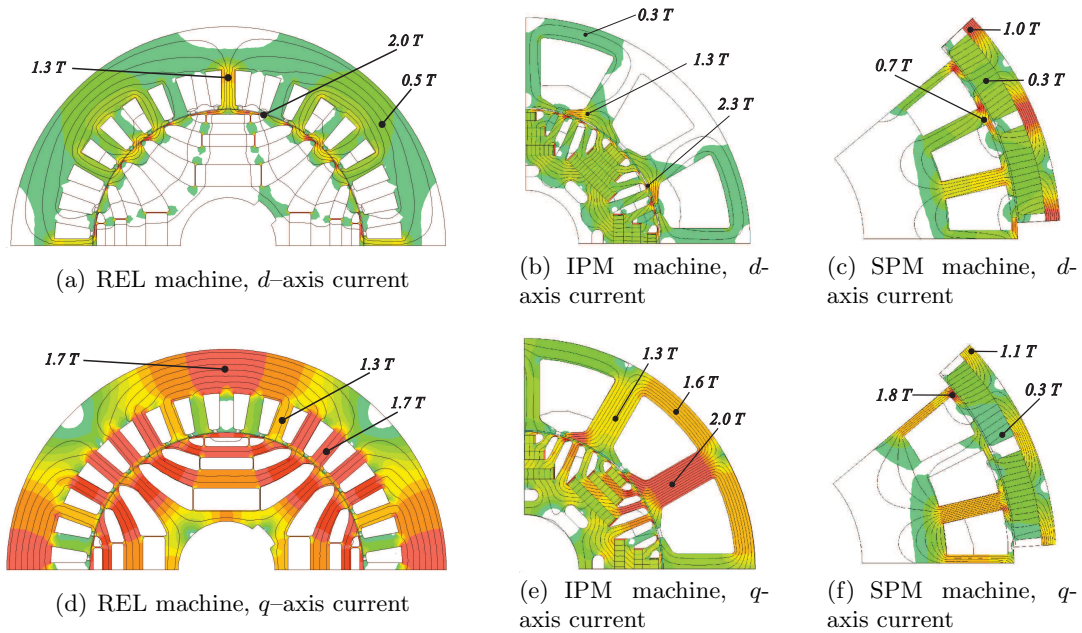 1.3 T
2.0 T
0.5 T
(a) REL machine, d–axis current
0.3 T
1.3 T
2.3 T
(b) IPM machine, d-
axis current
1.0 T
0.7 T
0.3 T
(c) SPM machine, d-
axis current
1.7 T
1.3 T
1.7 T
(d) REL machine, q–axis current
1.3 T
1.6 T
2.0 T
(e) IPM machine, q-
axis current
1.1 T
1.8 T
0.3 T
(f) SPM machine, q-
axis current